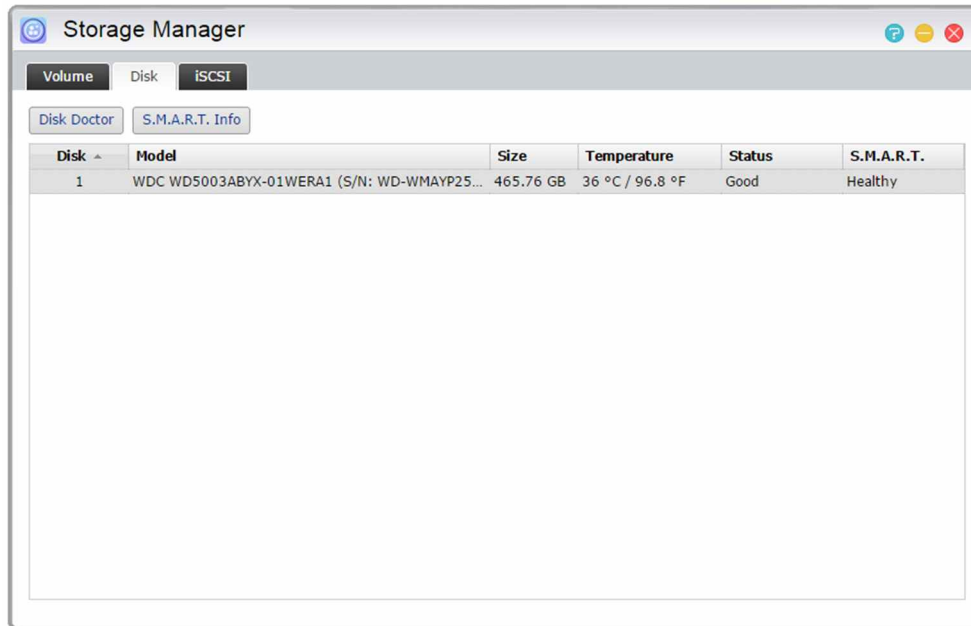 Storage Manager
Volume Disk iSCSI
Disk Doctor S.M.A.R.T. Info
Disk Model Size Temperature Status S.M.A.R.T.
1 WDC WD5003ABYX-01WERA1 (S/N: WD-WMAYP25... 465.76 GB 36 °C / 96.8 °F Good Healthy